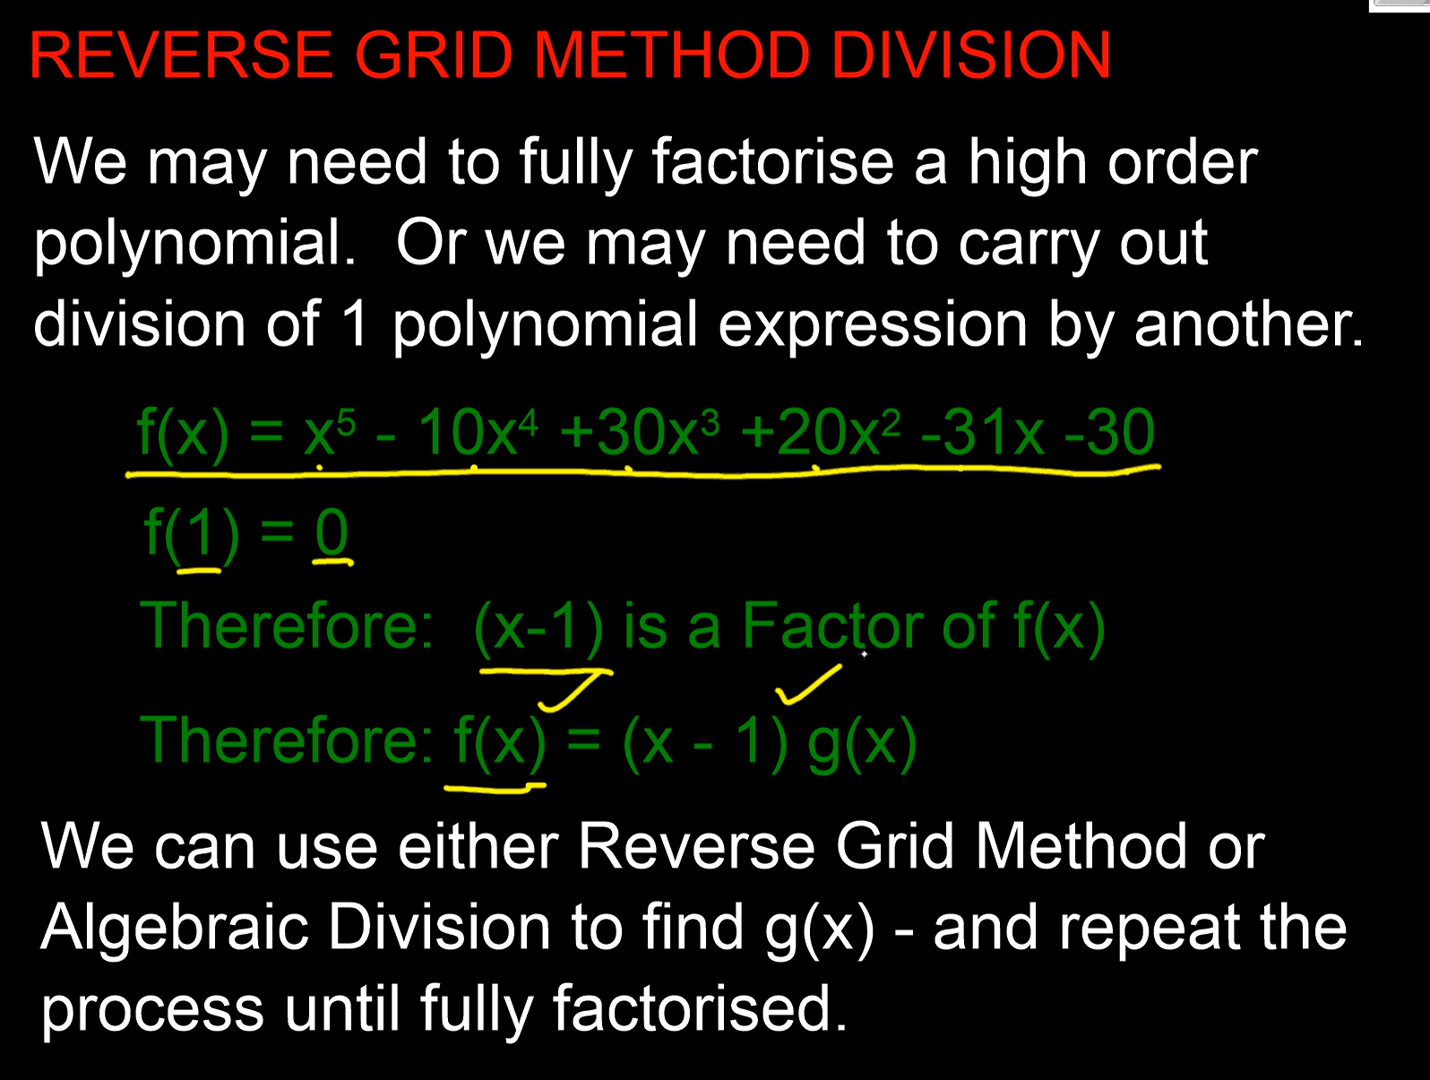 REVERSE GRID METHOD DIVISION
We may need to fully factorise a high order
polynomial.  Or we may need to carry out
division of 1 polynomial expression by another.
f(x) = x⁵ - 10x⁴ +30x³ +20x² -31x -30
f(1) = 0
Therefore:  (x-1) is a Factor of f(x)
Therefore: f(x) = (x - 1) g(x)
We can use either Reverse Grid Method or
Algebraic Division to find g(x) - and repeat the
process until fully factorised.